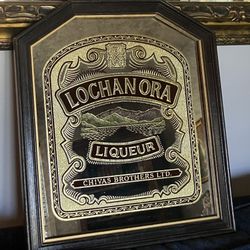 LOCHAN ORA
LIQUEUR
CHIVAS BROTHERS LTD.